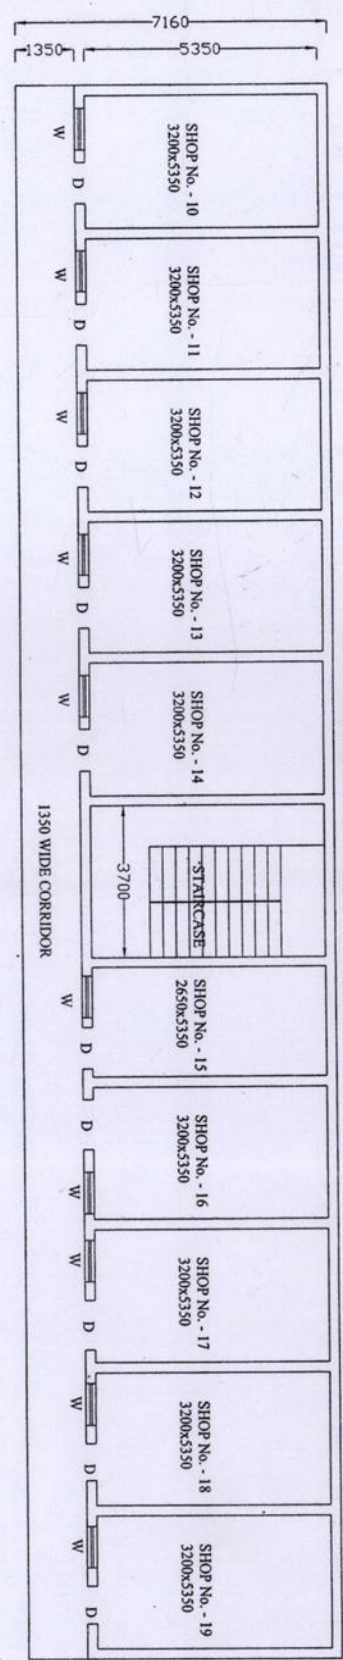 7160
1350
5350
SHOP No. - 10
3200x5350
W
D
SHOP No. - 11
3200x5350
W
D
SHOP No. - 12
3200x5350
W
D
SHOP No. - 13
3200x5350
W
D
SHOP No. - 14
3200x5350
W
D
1350 WIDE CORRIDOR
3700
STAIRCASE
SHOP No. - 15
2650x5350
W
D
SHOP No. - 16
3200x5350
D
W
SHOP No. - 17
3200x5350
W
D
SHOP No. - 18
3200x5350
W
D
SHOP No. - 19
3200x5350
W
D